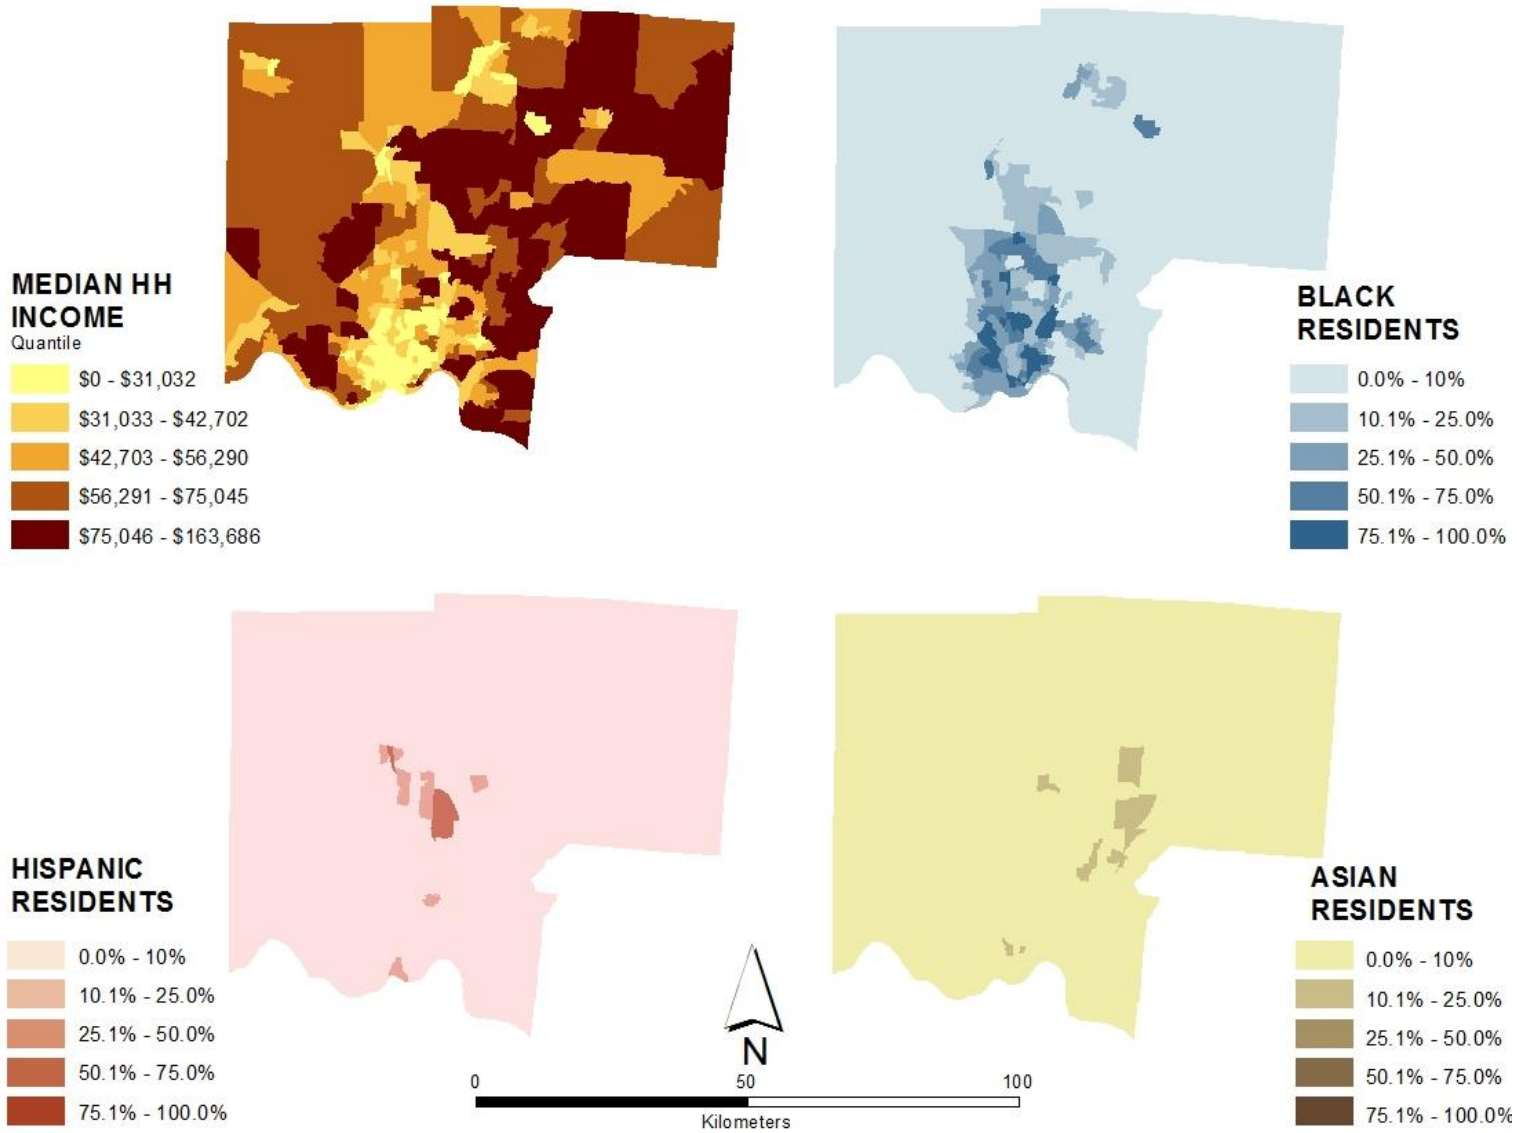 MEDIAN HH
INCOME
Quantile
$0 - $31,032
$31,033 - $42,702
$42,703 - $56,290
$56,291 - $75,045
$75,046 - $163,686
BLACK
RESIDENTS
0.0% - 10%
10.1% - 25.0%
25.1% - 50.0%
50.1% - 75.0%
75.1% - 100.0%
HISPANIC
RESIDENTS
0.0% - 10%
10.1% - 25.0%
25.1% - 50.0%
50.1% - 75.0%
75.1% - 100.0%
ASIAN
RESIDENTS
0.0% - 10%
10.1% - 25.0%
25.1% - 50.0%
50.1% - 75.0%
75.1% - 100.0%
N
0 50 100
Kilometers